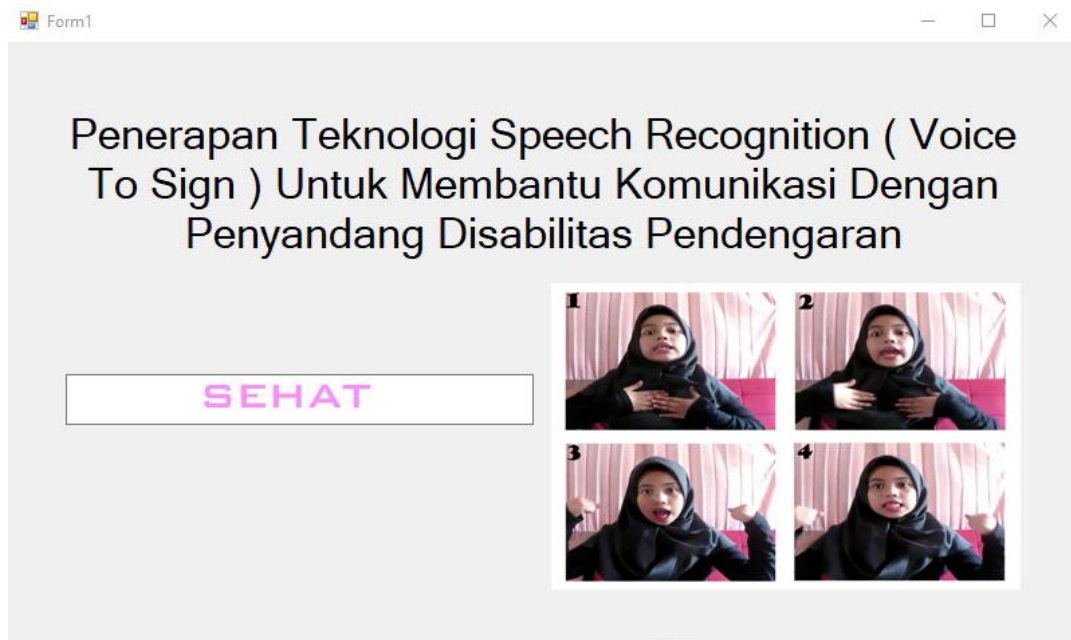 Form1
Penerapan Teknologi Speech Recognition ( Voice
To Sign ) Untuk Membantu Komunikasi Dengan
Penyandang Disabilitas Pendengaran
SEHAT
1
2
3
4